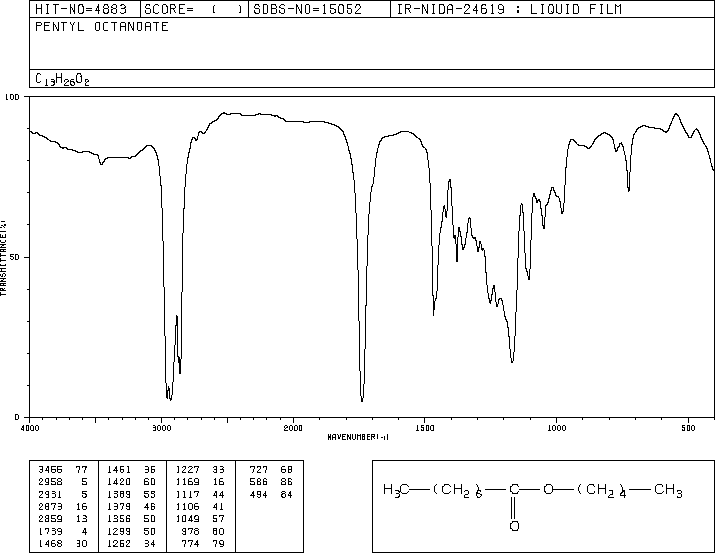 HIT-NO=4883 SCORE= ( ) SDBS-NO=15052 IR-NIDA-24619 : LIQUID FILM
PENTYL OCTANOATE
C13H26O2
100
50
0
TRANSMITTANCE(%)
4000 3000 2000 1500 1000 500
WAVENUMBER(-1)
3466 77 1461 36 1227 33 727 68
2958 5 1420 60 1169 16 586 86
2931 5 1389 55 1117 44 494 84
2873 16 1379 46 1106 41
2859 13 1356 50 1049 57
1739 4 1299 50 978 60
1468 30 1252 34 774 79
H3C—(CH2)6—C—O—(CH2)4—CH3
O